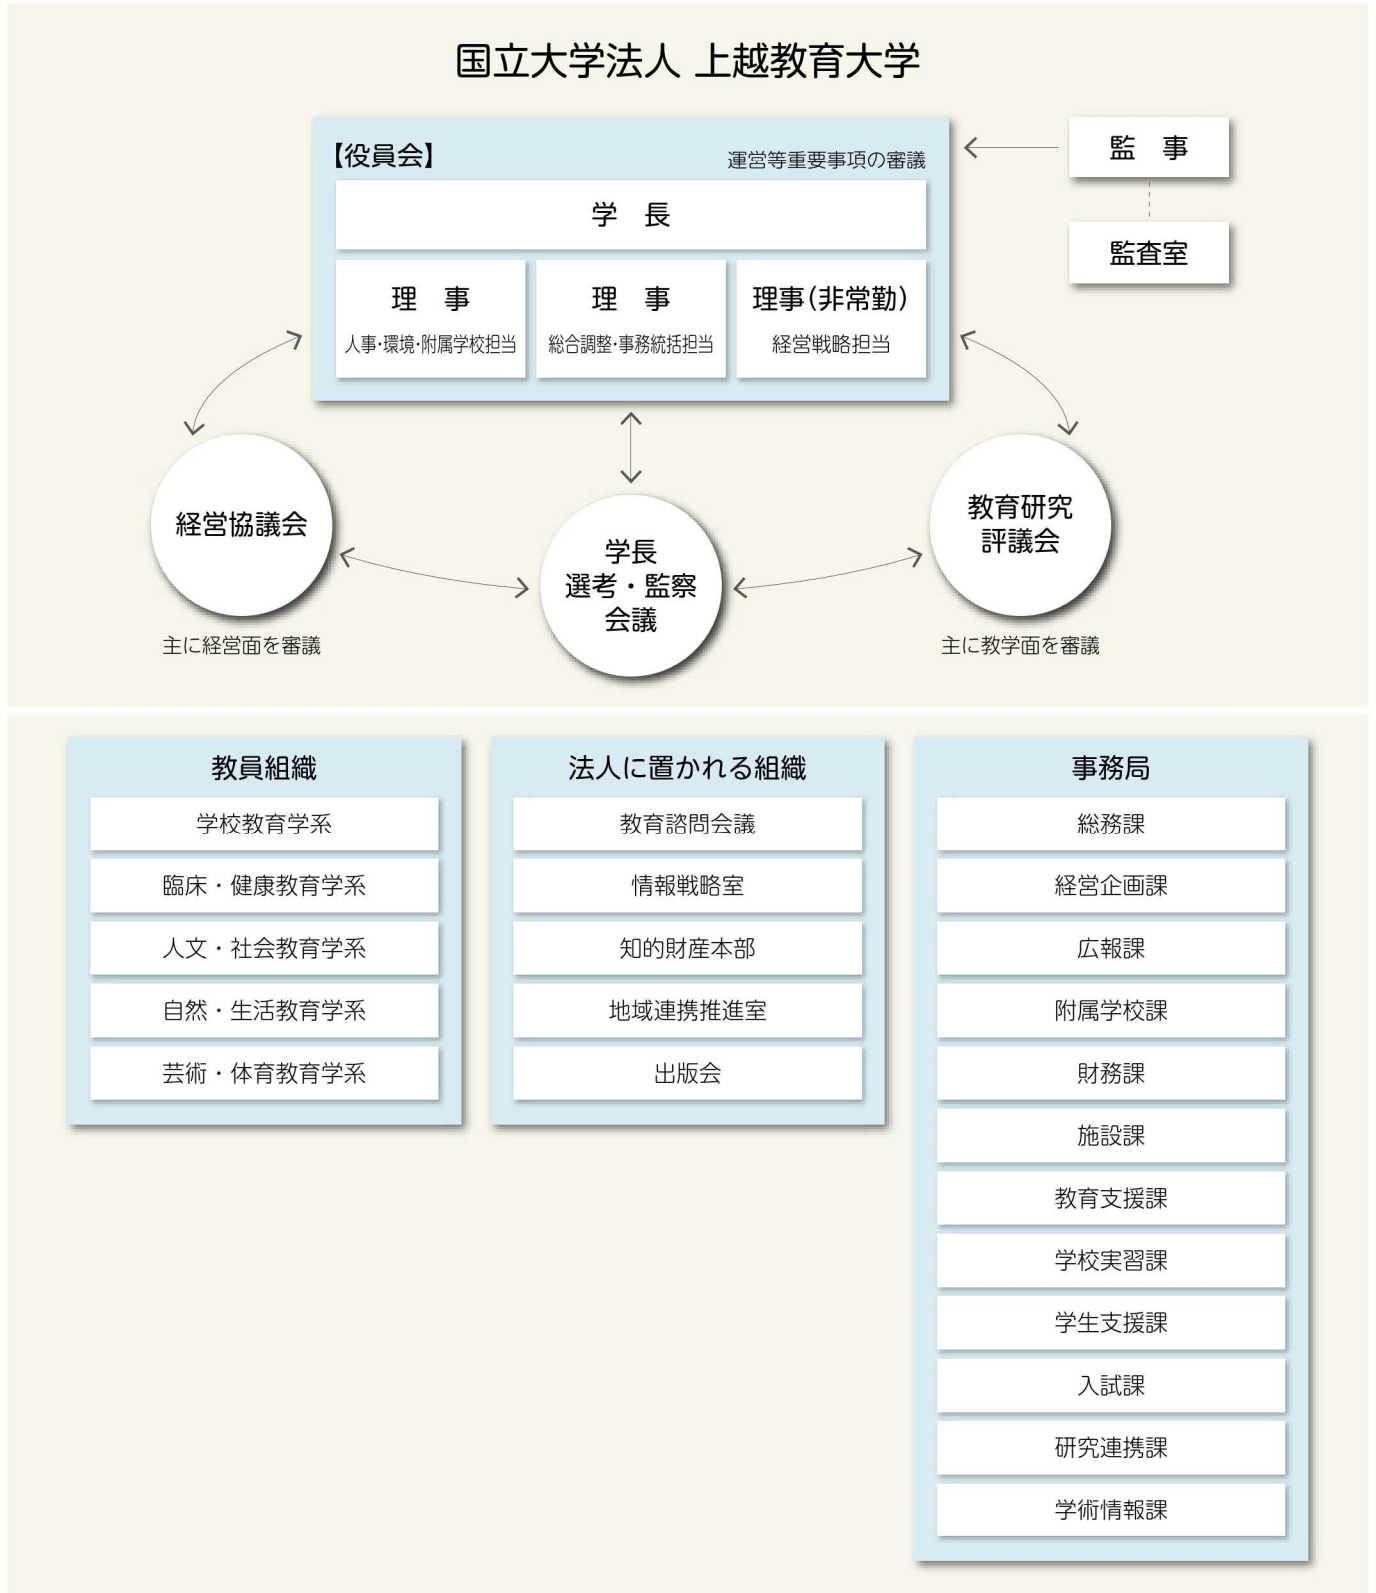 国立大学法人 上越教育大学
【役員会】
運営等重要事項の審議
学　長
理　事
人事・環境・附属学校担当
理　事
総合調整・事務統括担当
理事(非常勤)
経営戦略担当
監　事
監査室
経営協議会
主に経営面を審議
学長
選考・監察
会議
教育研究
評議会
主に教学面を審議
教員組織
学校教育学系
臨床・健康教育学系
人文・社会教育学系
自然・生活教育学系
芸術・体育教育学系
法人に置かれる組織
教育諮問会議
情報戦略室
知的財産本部
地域連携推進室
出版会
事務局
総務課
経営企画課
広報課
附属学校課
財務課
施設課
教育支援課
学校実習課
学生支援課
入試課
研究連携課
学術情報課